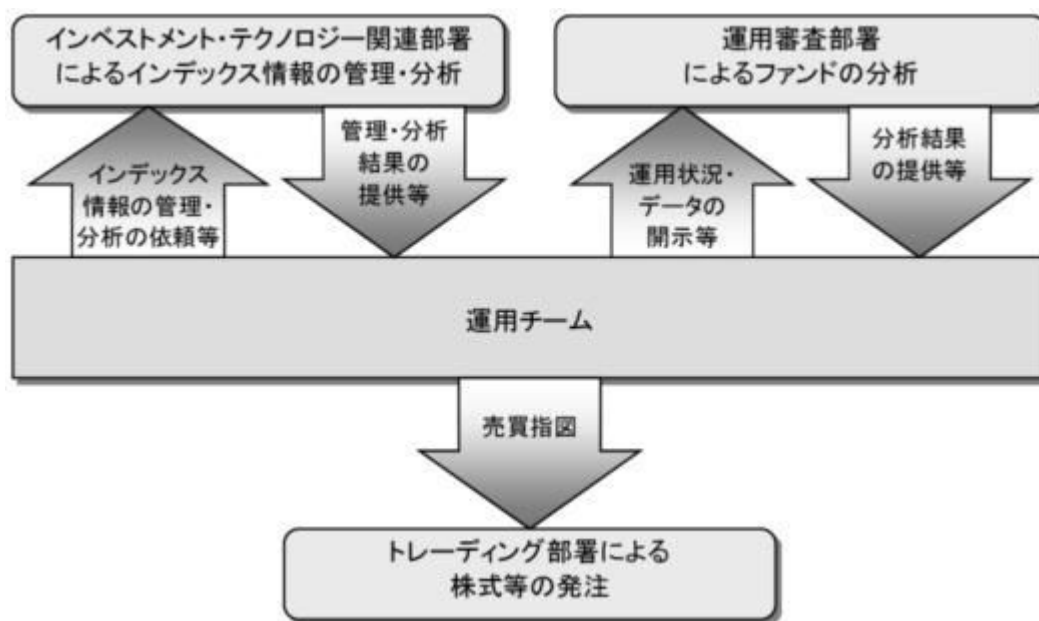 インベストメント・テクノロジー関連部署
によるインデックス情報の管理・分析
運用審査部署
によるファンドの分析
インデックス
情報の管理・
分析の依頼等
管理・分析
結果の
提供等
運用状況・
データの
開示等
分析結果
の提供等
運用チーム
売買指図
トレーディング部署による
株式等の発注